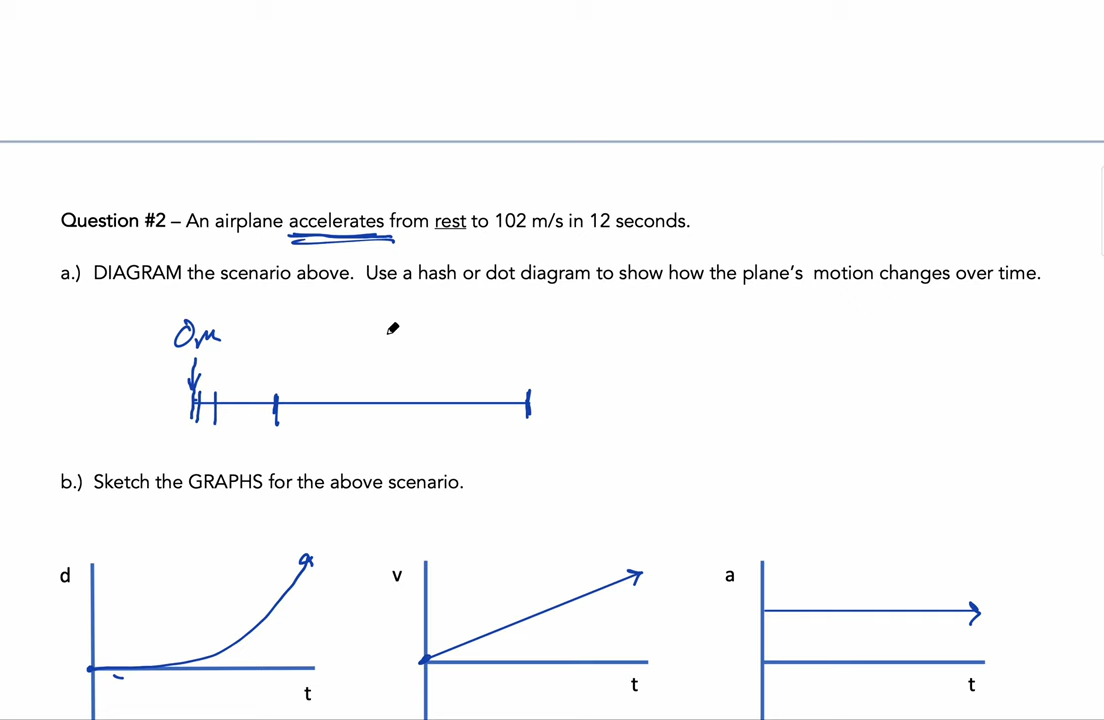 Question #2 – An airplane accelerates from rest to 102 m/s in 12 seconds.
a.) DIAGRAM the scenario above. Use a hash or dot diagram to show how the plane's motion changes over time.
0m
b.) Sketch the GRAPHS for the above scenario.
d
v
a
t
t
t